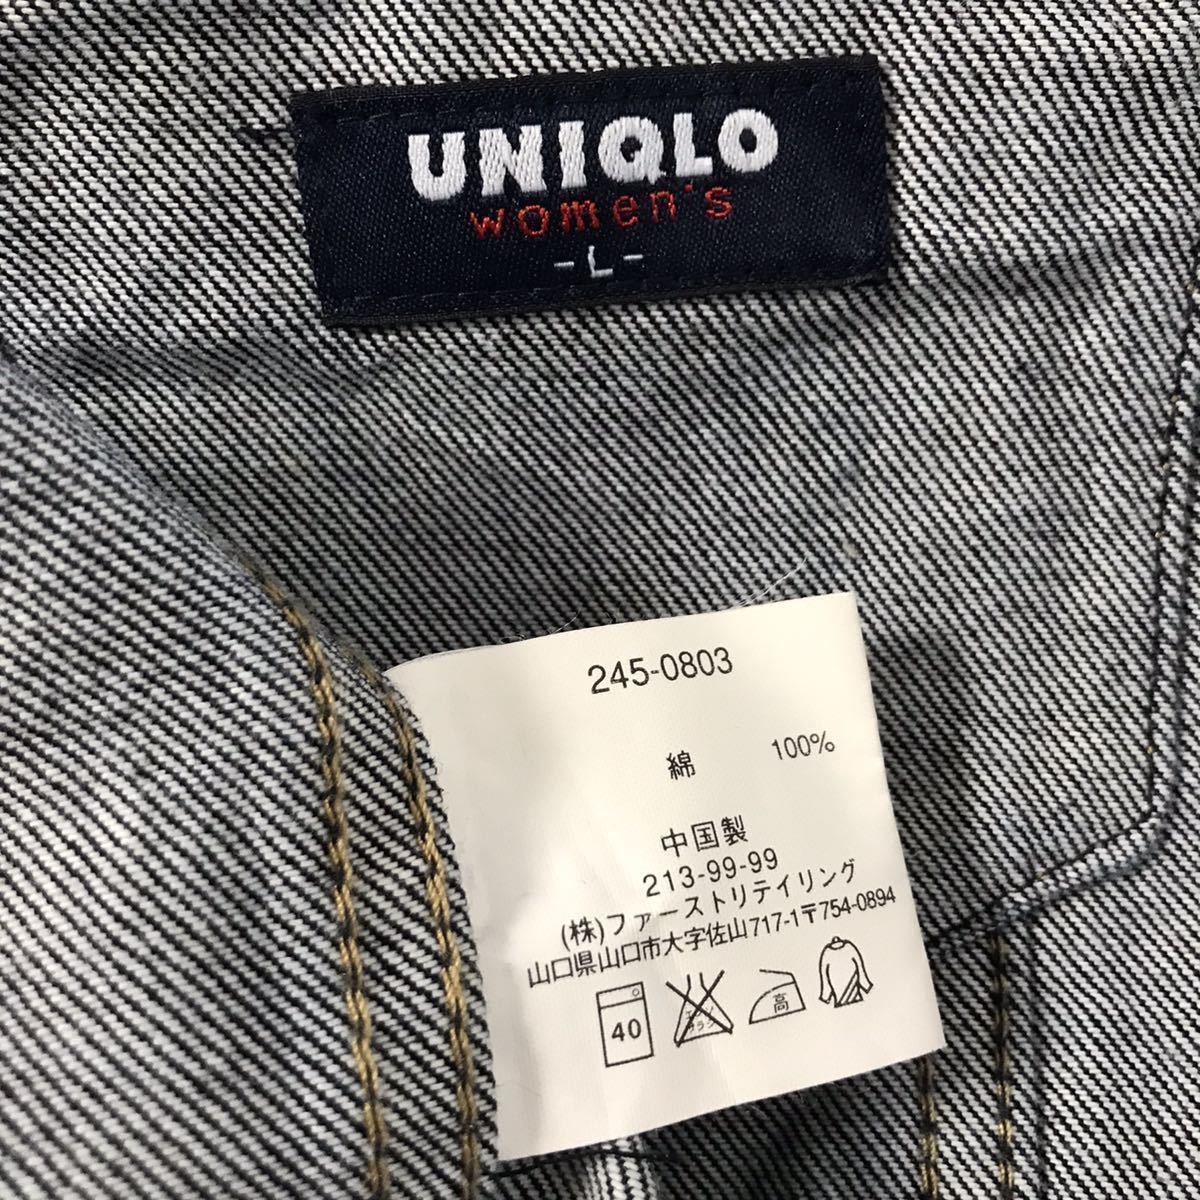 UNIQLO
women's
-L-
245-0803
綿 100%
中国製
213-99-99
(株)ファーストリテイリング
山口県山口市大字佐山717-1〒754-0894
40
高